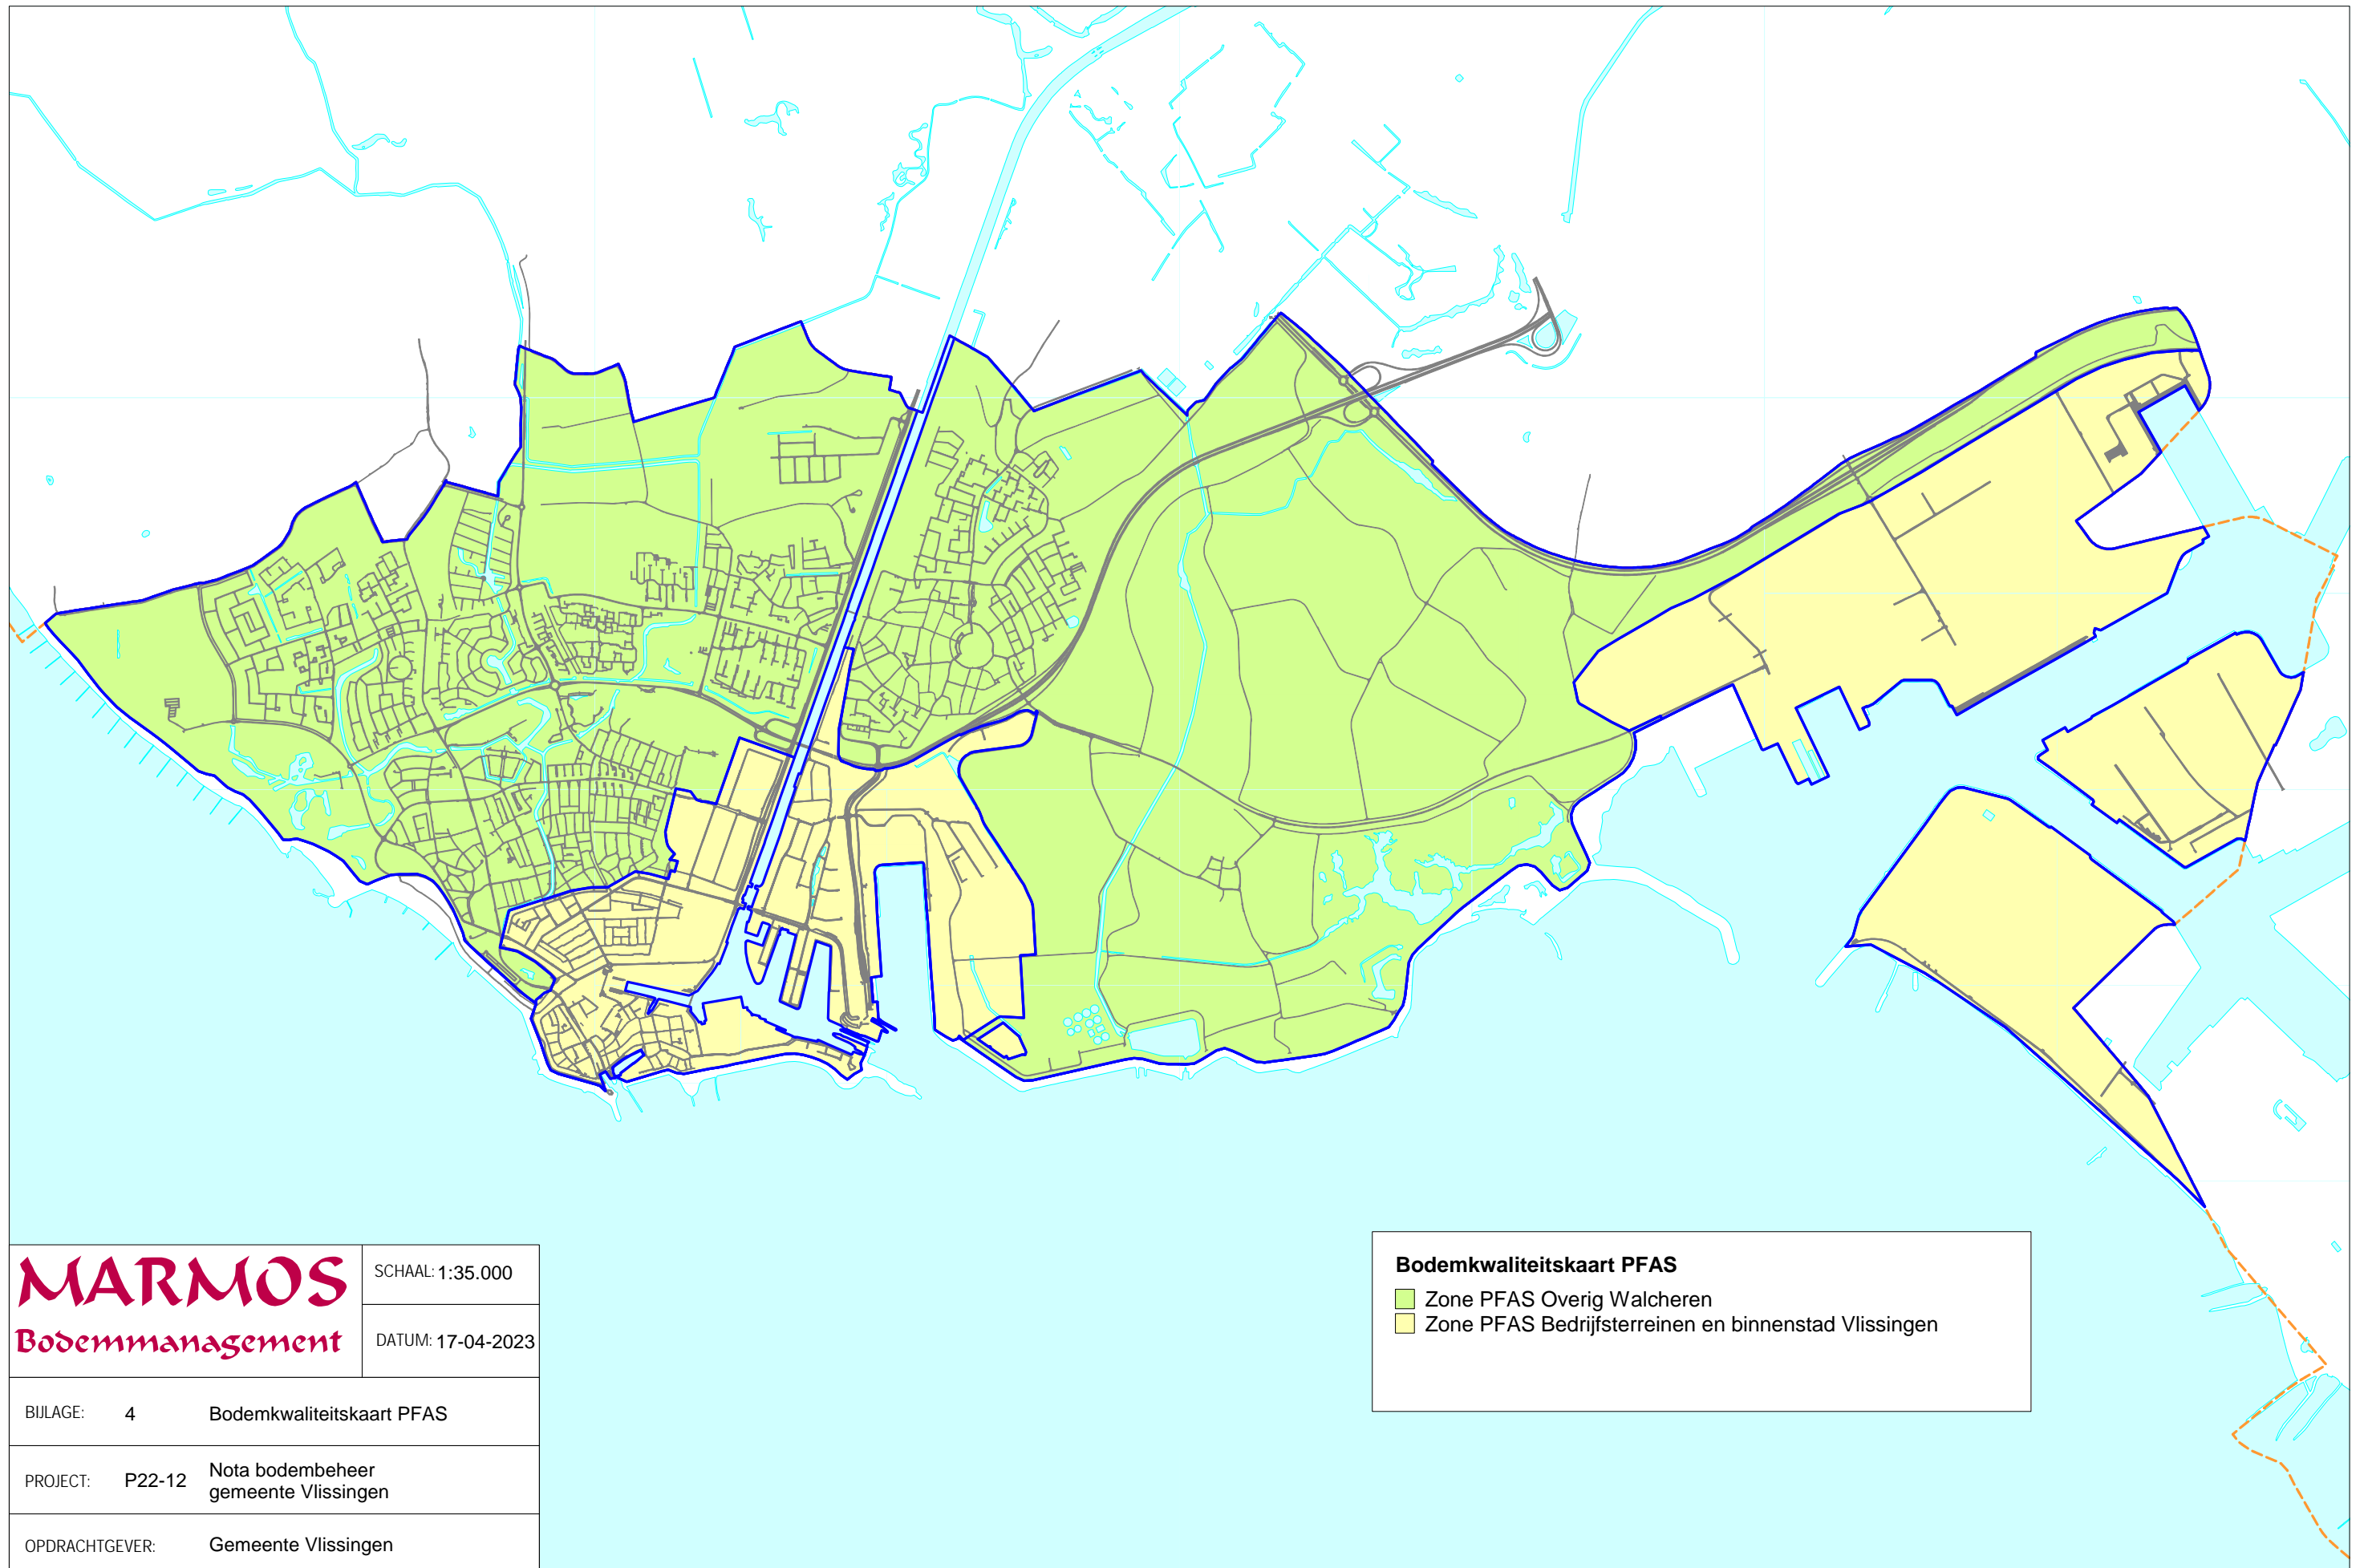 MARMOS
Bodemmanagement
SCHAAL: 1:35.000
DATUM: 17-04-2023
BIJLAGE: 4 Bodemkwaliteitskaart PFAS
PROJECT: P22-12 Nota bodembeheer
gemeente Vlissingen
OPDRACHTGEVER: Gemeente Vlissingen
Bodemkwaliteitskaart PFAS
Zone PFAS Overig Walcheren
Zone PFAS Bedrijfsterreinen en binnenstad Vlissingen